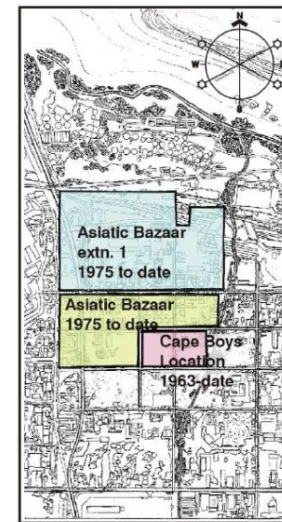 N
W
Asiatic Bazaar
extn. 1
1975 to date
Asiatic Bazaar
1975 to date
Cape Boys
Location
1963-date